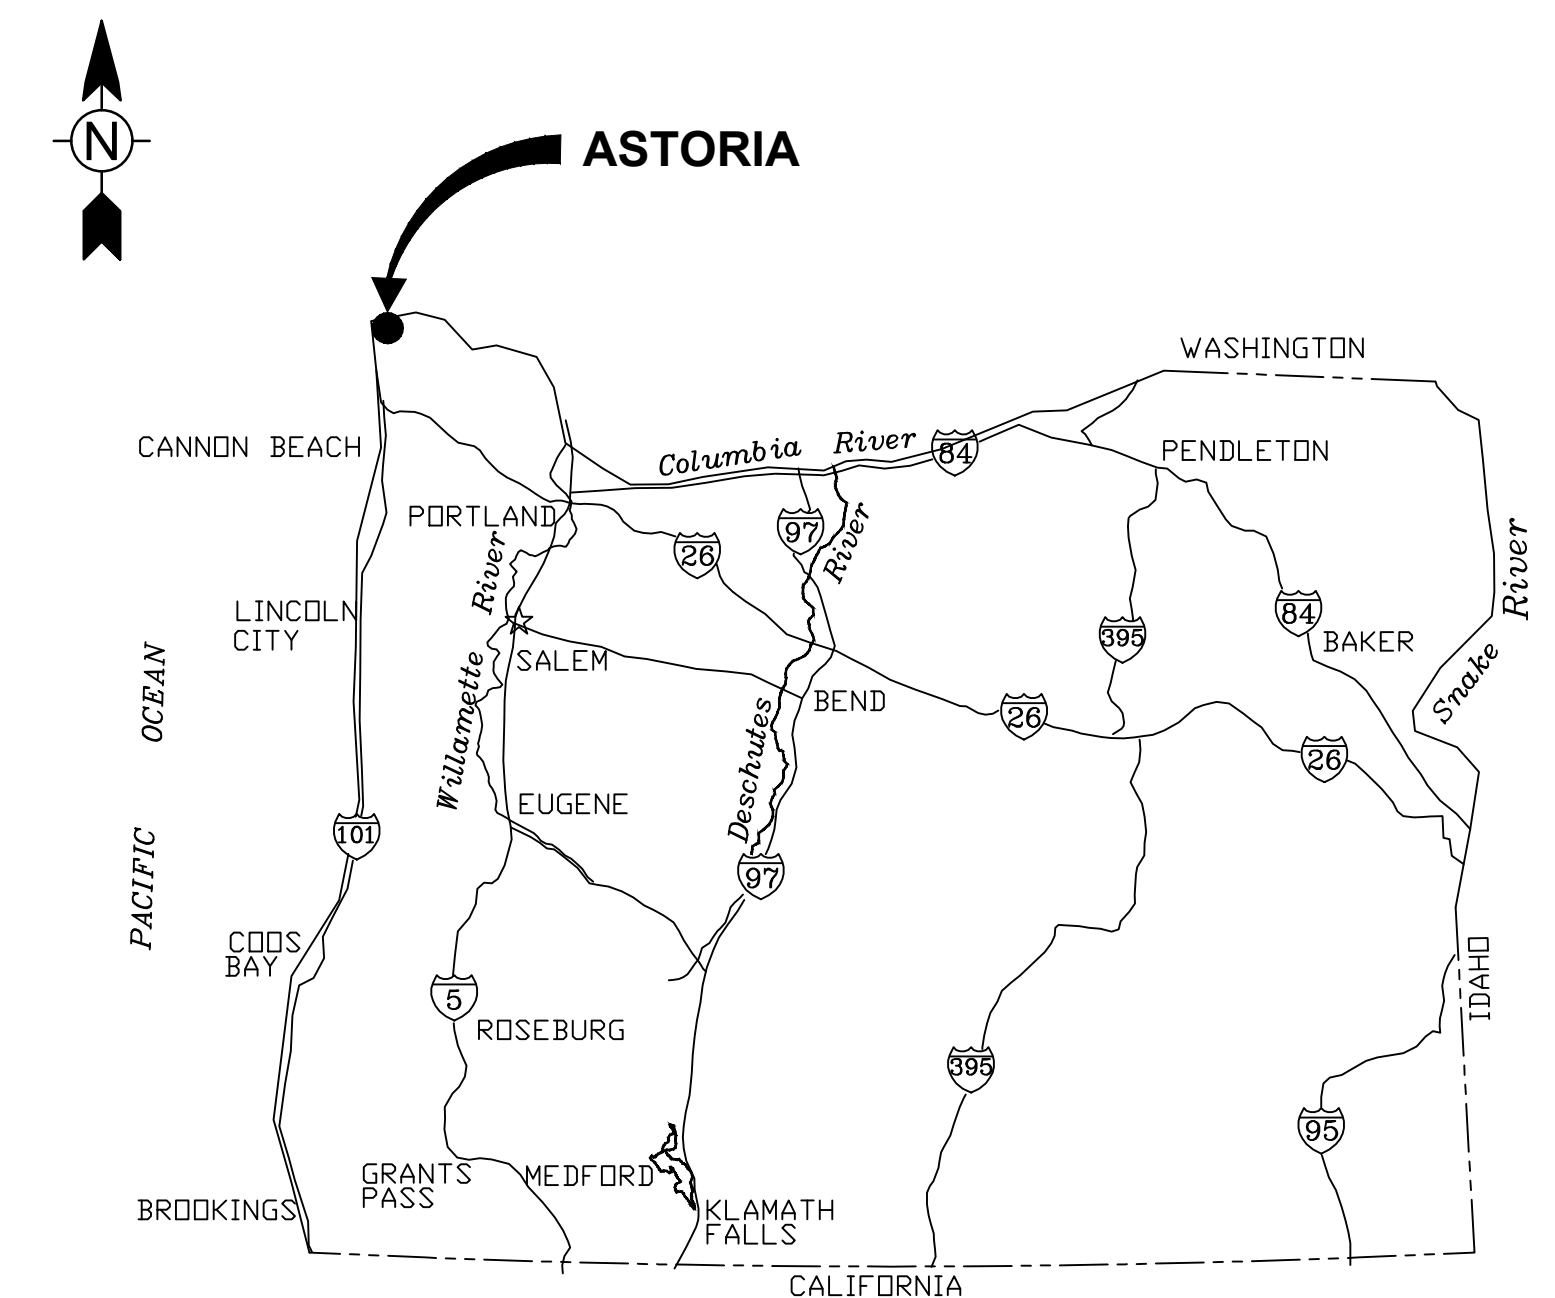 N
ASTORIA
WASHINGTON
CANNON BEACH
Columbia River
84
PENDLETON
PORTLAND
97
River
26
River
LINCOLN
CITY
84
395
BAKER
River
Snake
SALEM
Willamette
OCEAN
BEND
26
26
Deschutes
EUGENE
101
97
PACIFIC
COOS
BAY
IDAHO
5
ROSEBURG
395
95
GRANTS
PASS
MEDFORD
BROOKINGS
KLAMATH
FALLS
CALIFORNIA